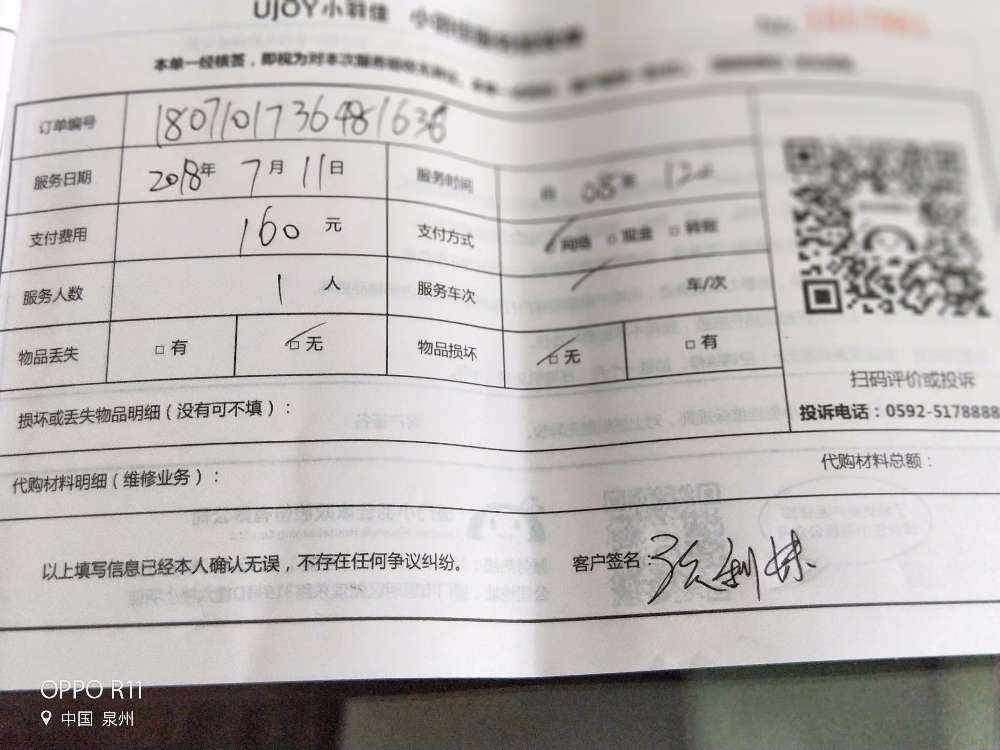 UJOY小羽佳
本单一经核签，即视为对本次服务
订单编号 180710173648 1636
服务日期 2018年 7月 11日 服务时间 08 120
支付费用 160 元 支付方式 □网络 □现金 □转账
服务人数 1 人 服务车次 车/次
物品丢失 □有 □无 物品损坏 □无 □有
扫码评价或投诉
损坏或丢失物品明细（没有可不填）： 投诉电话：0592-5178888
代购材料明细（维修业务）： 代购材料总额：
以上填写信息已经本人确认无误，不存在任何争议纠纷。 客户签名：张利妹
OPPO R11
中国 泉州